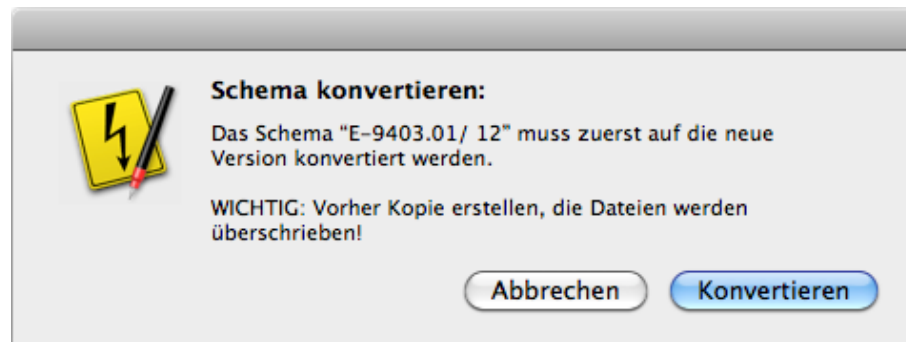 Schema konvertieren:
Das Schema “E–9403.01/ 12” muss zuerst auf die neue
Version konvertiert werden.
WICHTIG: Vorher Kopie erstellen, die Dateien werden
überschrieben!
Abbrechen
Konvertieren